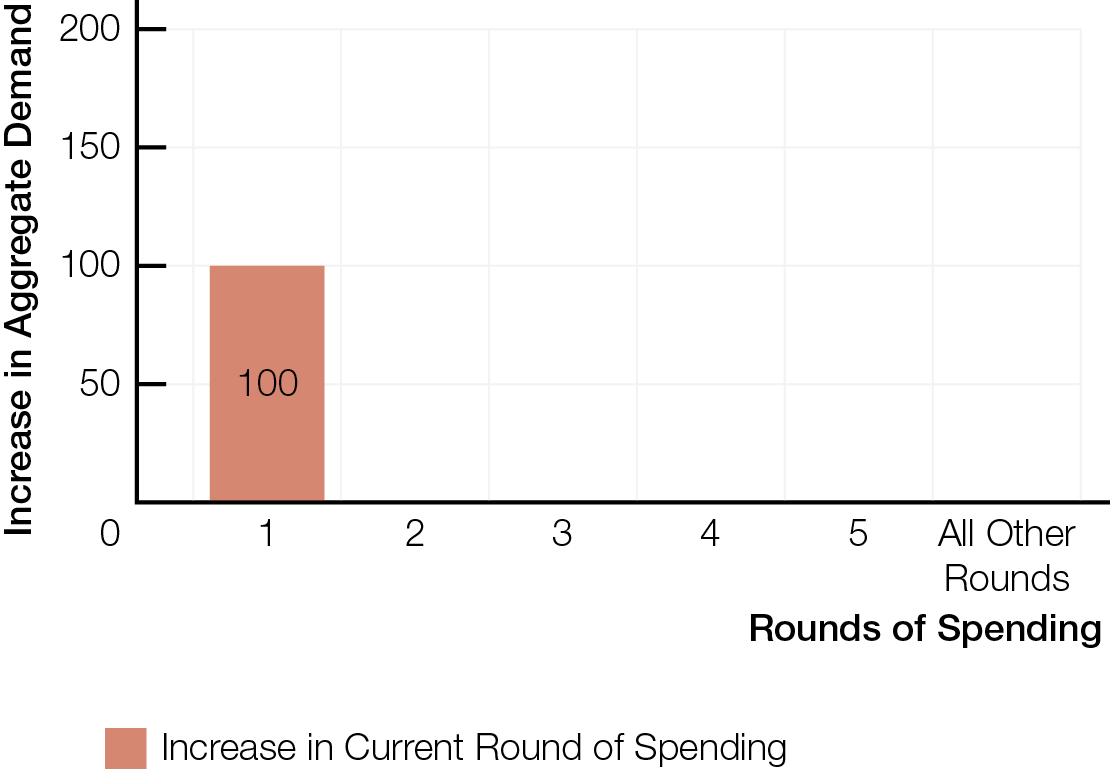 Increase in Aggregate Demand
200
150
100
50
0
100
1
2
3
4
5
All Other
Rounds
Rounds of Spending
Increase in Current Round of Spending